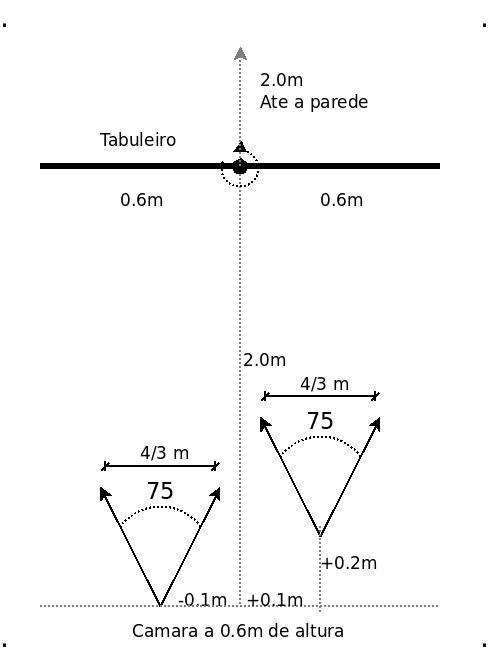 2.0m
Ate a parede
Tabuleiro
0.6m
0.6m
2.0m
4/3 m
75
4/3 m
75
+0.2m
-0.1m
+0.1m
Camara a 0.6m de altura